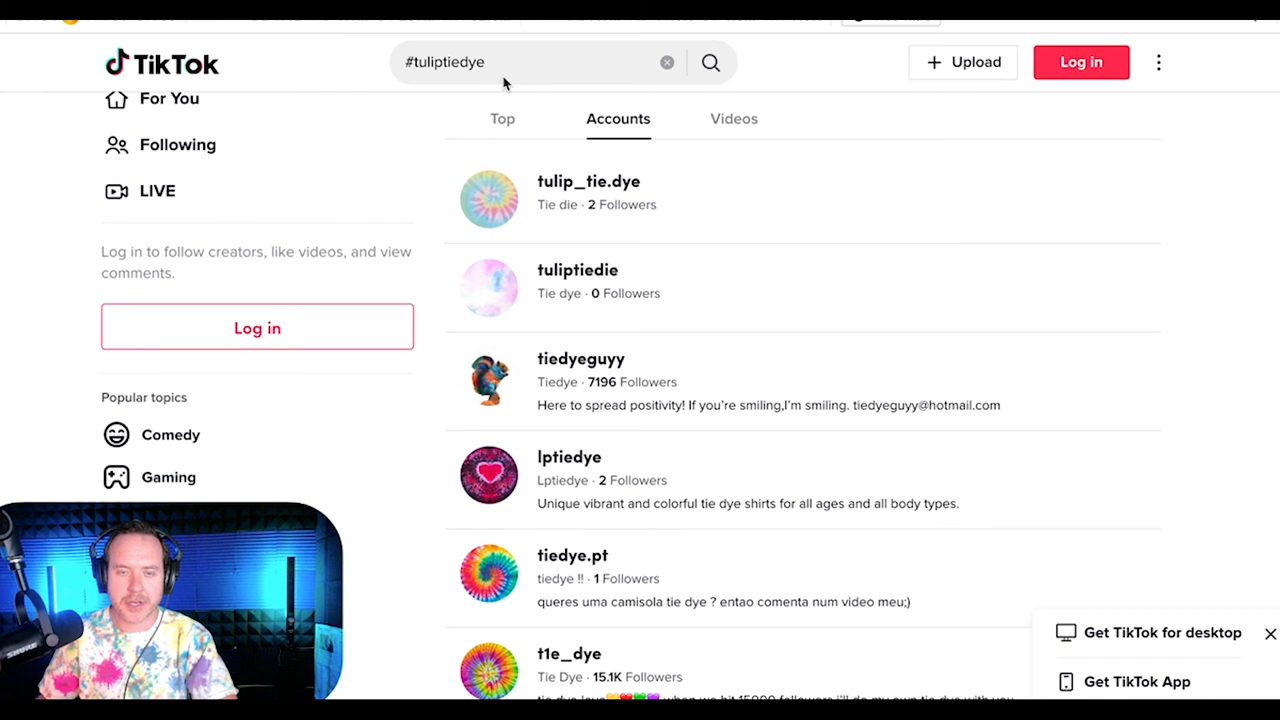 TikTok
#tuliptiedye
Upload
Log in
For You
Following
LIVE
Log in to follow creators, like videos, and view
comments.
Log in
Popular topics
Comedy
Gaming
Top
Accounts
Videos
tulip_tie.dye
Tie die · 2 Followers
tuliptiedie
Tie dye · 0 Followers
tiedyeguyy
Tiedye · 7196 Followers
Here to spread positivity! If you're smiling,I'm smiling. tiedyeguyy@hotmail.com
lptiedye
Lptiedye · 2 Followers
Unique vibrant and colorful tie dye shirts for all ages and all body types.
tiedye.pt
tiedye !! · 1 Followers
queres uma camisola tie dye ? entao comenta num video meu;)
t1e_dye
Tie Dye · 15.1K Followers
Get TikTok for desktop
Get TikTok App
SHURE